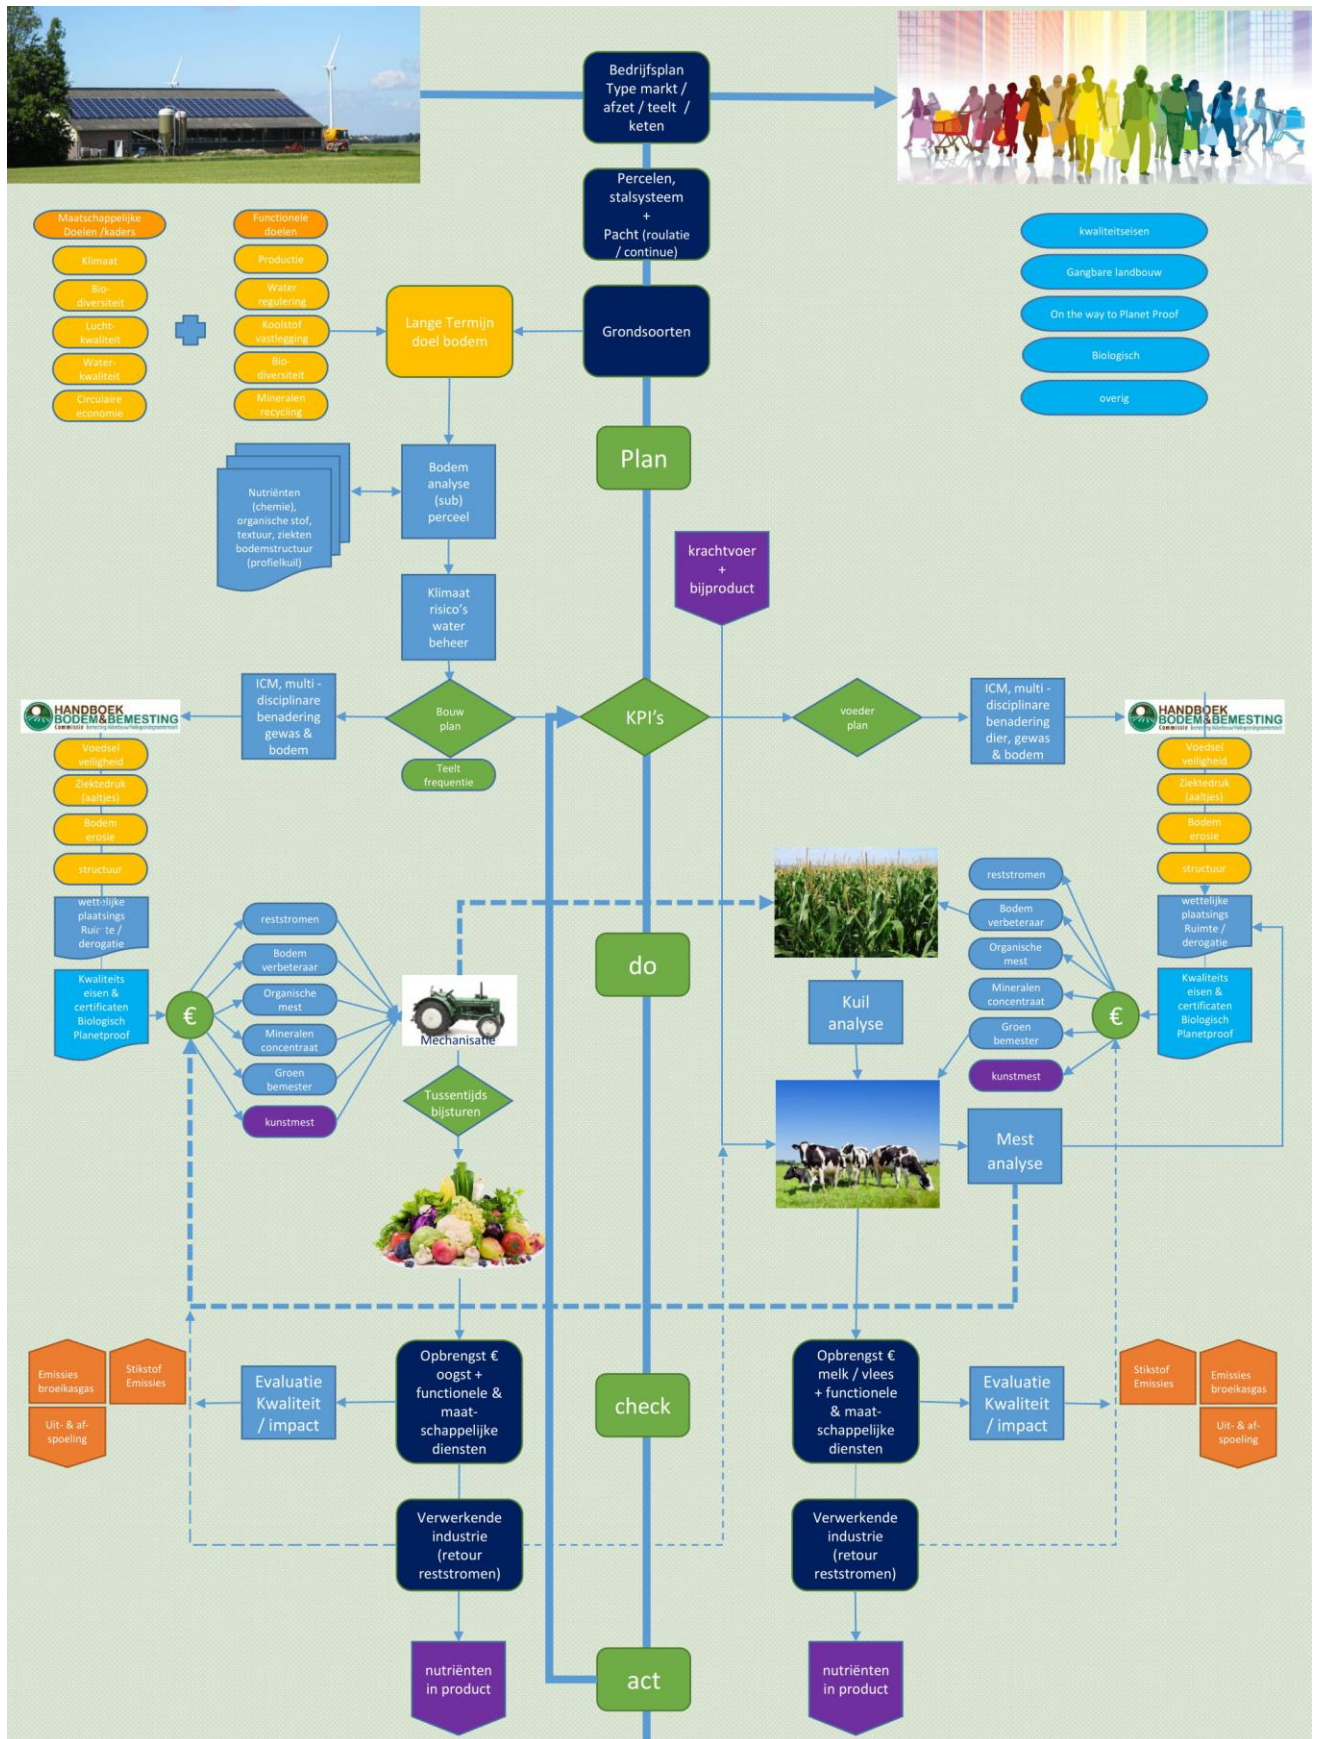 Bedrijfsplan
Type markt /
afzet / teelt /
keten
Percelen,
stalsysteem
+
Pacht (roulatie
/ continue)
Maatschappelijke
Doelen /kaders
Klimaat
Bio-
diversiteit
Lucht-
kwaliteit
Water-
kwaliteit
Circulaire
economie
Functionele
doelen
Productie
Water
regulering
Koolstof
vastlegging
Bio-
diversiteit
Mineralen
recycling
Lange Termijn
doel bodem
Grondsoorten
kwaliteitseisen
Gangbare landbouw
On the way to Planet Proof
Biologisch
overig
Plan
Bodem
analyse
(sub)
perceel
Nutriënten
(chemie),
organische stof,
textuur, ziekten
bodemstructuur
(profielkuil)
Klimaat
risico's
water
beheer
krachtvoer
+
bijproduct
HANDBOEK
BODEM&BEMESTING
ICM, multi -
disciplinare
benadering
gewas &
bodem
Bouw
plan
Teelt
frequentie
KPI's
voeder
plan
ICM, multi -
disciplinare
benadering
dier, gewas
& bodem
HANDBOEK
BODEM&BEMESTING
Voedsel
veiligheid
Ziektedruk
(aaltjes)
Bodem
erosie
structuur
wettelijke
plaatsings
Ruimte /
derogatie
Kwaliteits
eisen &
certificaten
Biologisch
Planetproof
€
reststromen
Bodem
verbeteraar
Organische
mest
Mineralen
concentraat
Groen
bemester
kunstmest
Mechanisatie
Tussentijds
bijsturen
do
Kuil
analyse
reststromen
Bodem
verbeteraar
Organische
mest
Mineralen
concentraat
Groen
bemester
kunstmest
€
Voedsel
veiligheid
Ziektedruk
(aaltjes)
Bodem
erosie
structuur
wettelijke
plaatsings
Ruimte /
derogatie
Kwaliteits
eisen &
certificaten
Biologisch
Planetproof
Mest
analyse
Emissies
broeikasgas
Stikstof
Emissies
Uit- & af-
spoeling
Evaluatie
Kwaliteit
/ impact
Opbrengst €
oogst +
functionele &
maat-
schappelijke
diensten
check
Opbrengst €
melk / vlees
+ functionele
& maat-
schappelijke
diensten
Evaluatie
Kwaliteit
/ impact
Stikstof
Emissies
Emissies
broeikasgas
Uit- & af-
spoeling
Verwerkende
industrie
(retour
reststromen)
Verwerkende
industrie
(retour
reststromen)
nutriënten
in product
act
nutriënten
in product